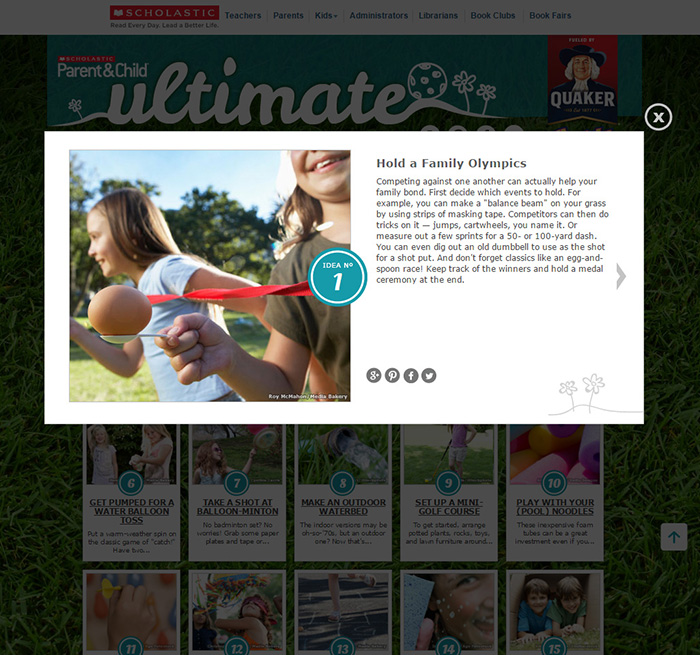 SCHOLASTIC
Read Every Day. Lead a Better Life.
Teachers
Parents
Kids
Administrators
Librarians
Book Clubs
Book Fairs
SCHOLASTIC
Parent&Child
ultimate
FUELED BY
QUAKER
x
Hold a Family Olympics
Competing against one another can actually help your
family bond. First decide which events to hold. For
example, you can make a "balance beam" on your grass
by using strips of masking tape. Competitors can then do
tricks on it — jumps, cartwheels, you name it. Or
measure out a few sprints for a 50- or 100-yard dash.
You can even dig out an old dumbbell to use as the shot
for a shot put. And don't forget classics like an egg-and-
spoon race! Keep track of the winners and hold a medal
ceremony at the end.
IDEA Nº
1
Roy McMahon/Media Bakery
6
GET PUMPED FOR A
WATER BALLOON
TOSS
Put a warm-weather spin on
the classic game of "catch!"
Have two...
7
TAKE A SHOT AT
BALLOON-MINTON
No badminton set? No
worries! Grab some paper
plates and tape or...
8
MAKE AN OUTDOOR
WATERBED
The indoor versions may be
oh-so-'70s, but an outdoor
one? Now that's...
9
SET UP A MINI-
GOLF COURSE
To get started, arrange
potted plants, rocks, toys,
and lawn furniture around...
10
PLAY WITH YOUR
(POOL) NOODLES
These inexpensive foam
tubes can be a great
investment even if you...
11
12
13
14
15